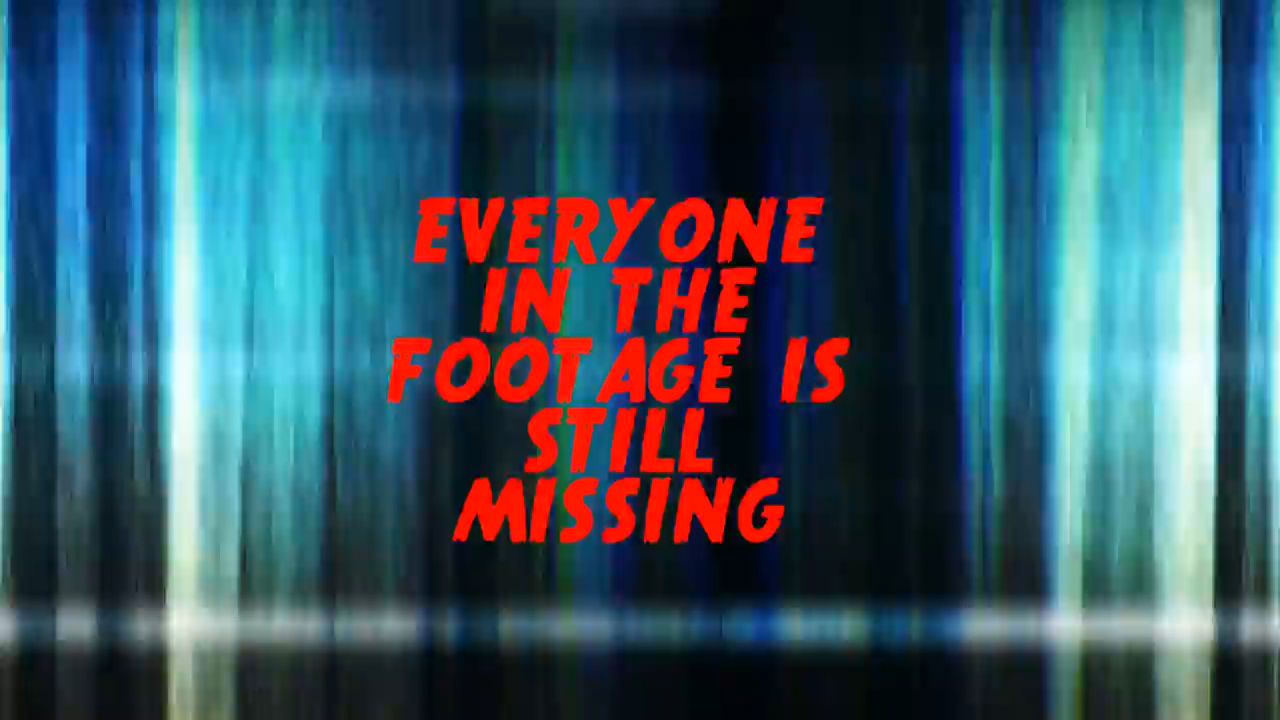 EVERYONE
IN THE
FOOTAGE IS
STILL
MISSING